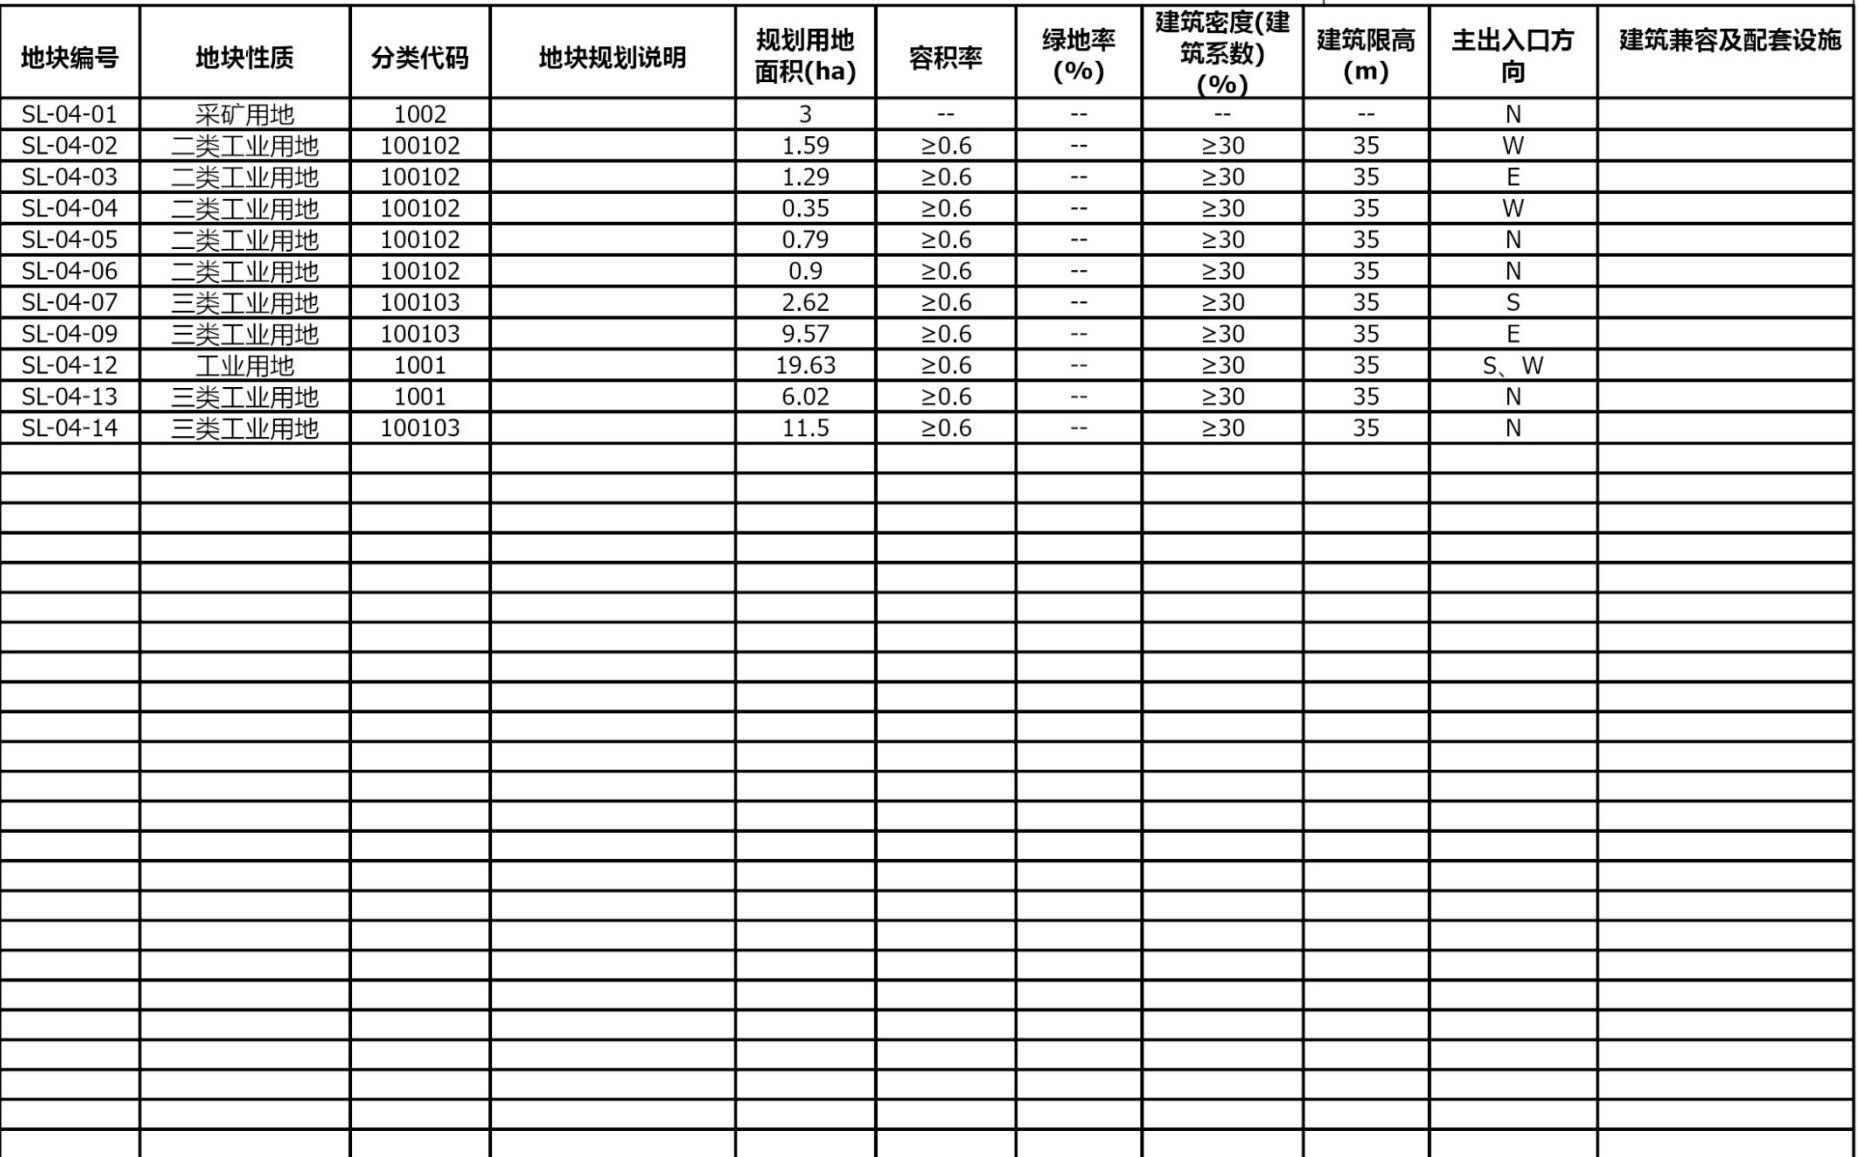 地块编号 地块性质 分类代码 地块规划说明 规划用地面积(ha) 容积率 绿地率(%) 建筑密度(建筑系数)(%) 建筑限高(m) 主出入口方向 建筑兼容及配套设施
SL-04-01 采矿用地 1002 3 -- -- -- -- N
SL-04-02 二类工业用地 100102 1.59 ≥0.6 -- ≥30 35 W
SL-04-03 二类工业用地 100102 1.29 ≥0.6 -- ≥30 35 E
SL-04-04 二类工业用地 100102 0.35 ≥0.6 -- ≥30 35 W
SL-04-05 二类工业用地 100102 0.79 ≥0.6 -- ≥30 35 N
SL-04-06 二类工业用地 100102 0.9 ≥0.6 -- ≥30 35 N
SL-04-07 三类工业用地 100103 2.62 ≥0.6 -- ≥30 35 S
SL-04-09 三类工业用地 100103 9.57 ≥0.6 -- ≥30 35 E
SL-04-12 工业用地 1001 19.63 ≥0.6 -- ≥30 35 S、W
SL-04-13 三类工业用地 1001 6.02 ≥0.6 -- ≥30 35 N
SL-04-14 三类工业用地 100103 11.5 ≥0.6 -- ≥30 35 N